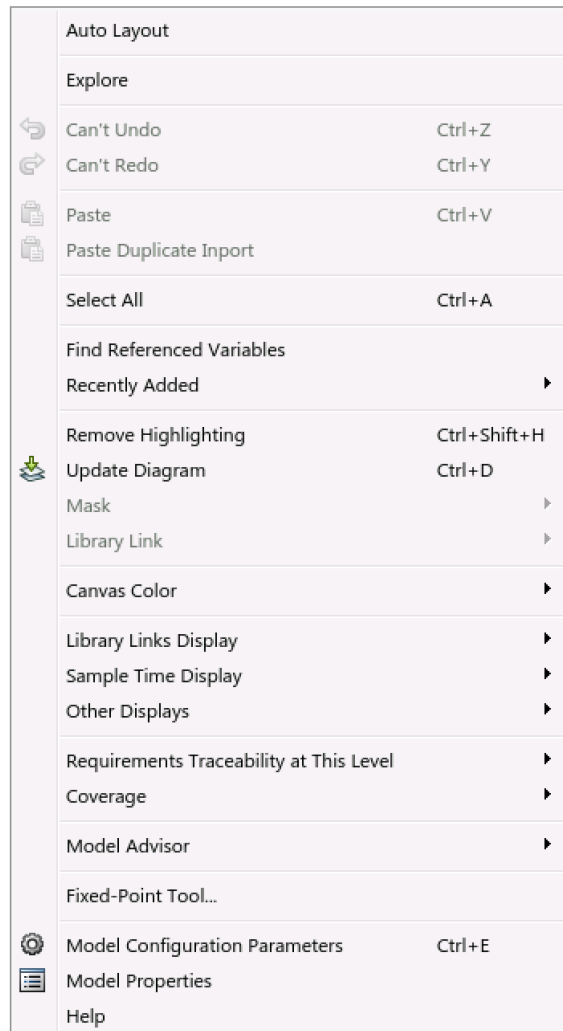 Auto Layout
Explore
Can't Undo Ctrl+Z
Can't Redo Ctrl+Y
Paste Ctrl+V
Paste Duplicate Inport
Select All Ctrl+A
Find Referenced Variables
Recently Added
Remove Highlighting Ctrl+Shift+H
Update Diagram Ctrl+D
Mask
Library Link
Canvas Color
Library Links Display
Sample Time Display
Other Displays
Requirements Traceability at This Level
Coverage
Model Advisor
Fixed-Point Tool...
Model Configuration Parameters Ctrl+E
Model Properties
Help